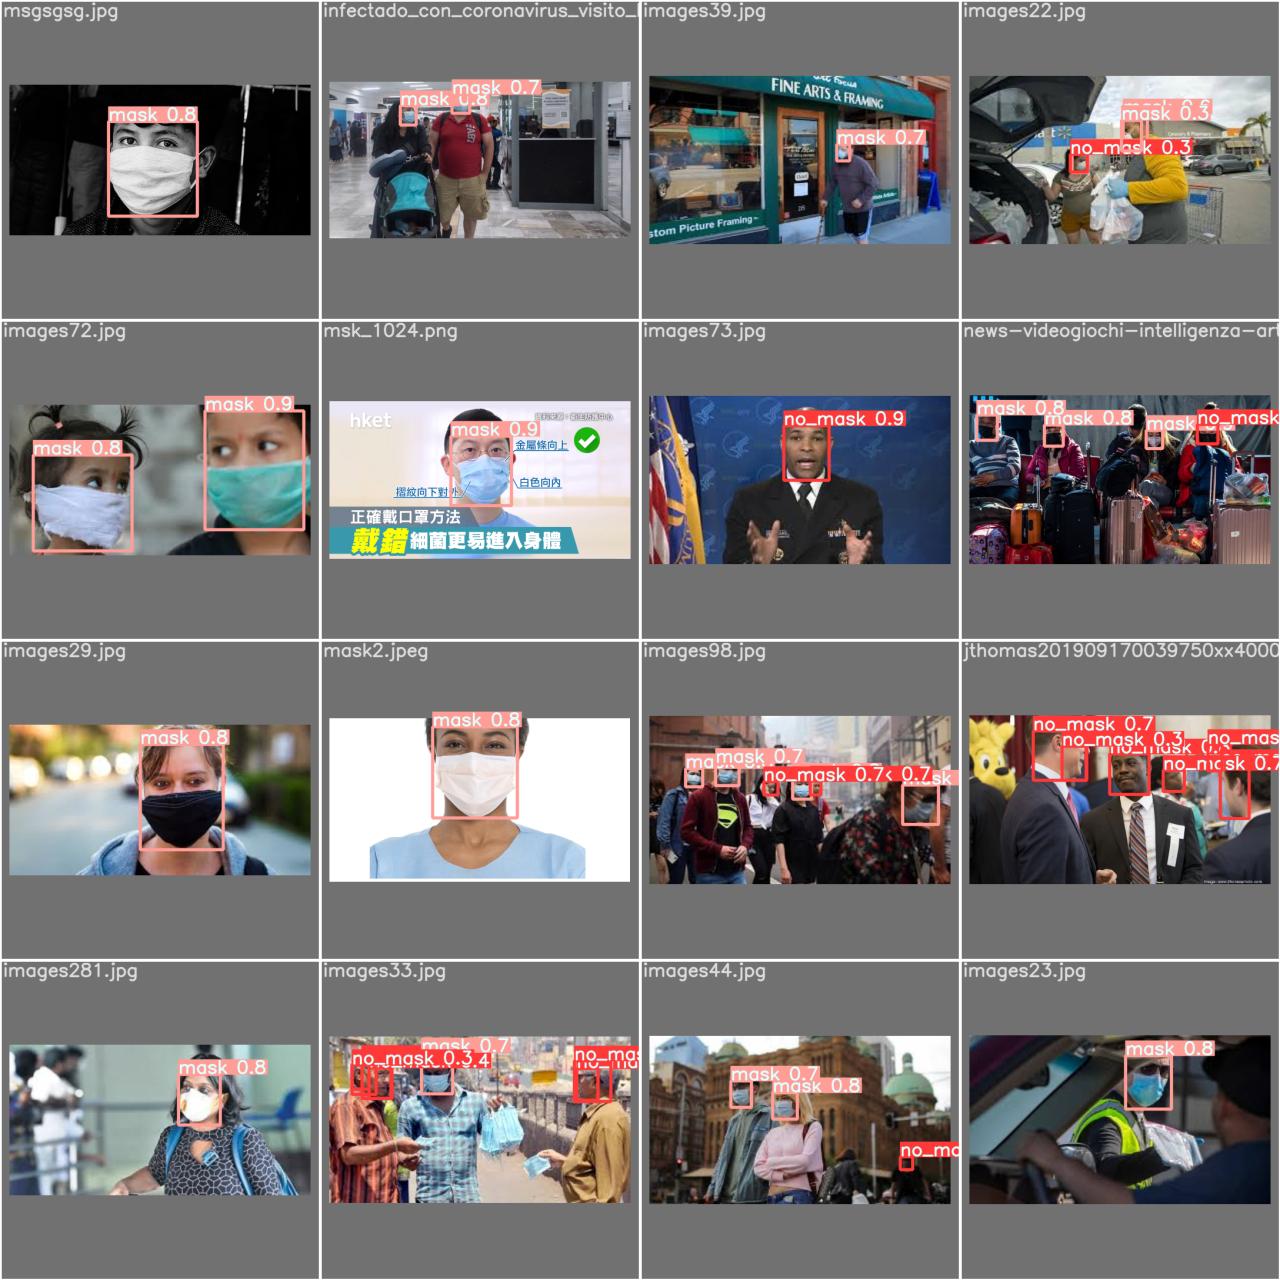 msgsgsg.jpg
mask 0.8
infectado_con_coronavirus_visito_
mask 0.7
mask 0.8
images39.jpg
FINE ARTS & FRAMING
mask 0.7
stom Picture Framing
images22.jpg
mask 0.3
no_mask 0.3
images72.jpg
mask 0.9
mask 0.8
msk_1024.png
hket
mask 0.9
金屬條向上
白色向內
摺紋向下對
正確戴口罩方法
戴錯細菌更易進入身體
images73.jpg
no_mask 0.9
news-videogiochi-intelligenza-art
mask 0.8
mask 0.8
mask
no_mask
images29.jpg
mask 0.8
mask2.jpeg
mask 0.8
images98.jpg
mask 0.7
no_mask 0.7
0.7
jthomas201909170039750xx4000
no_mask 0.7
no_mask 0.3
images281.jpg
mask 0.8
images33.jpg
mask 0.7
no_mask 0.3
no_mas
images44.jpg
mask 0.7
mask 0.8
no_ma
images23.jpg
mask 0.8